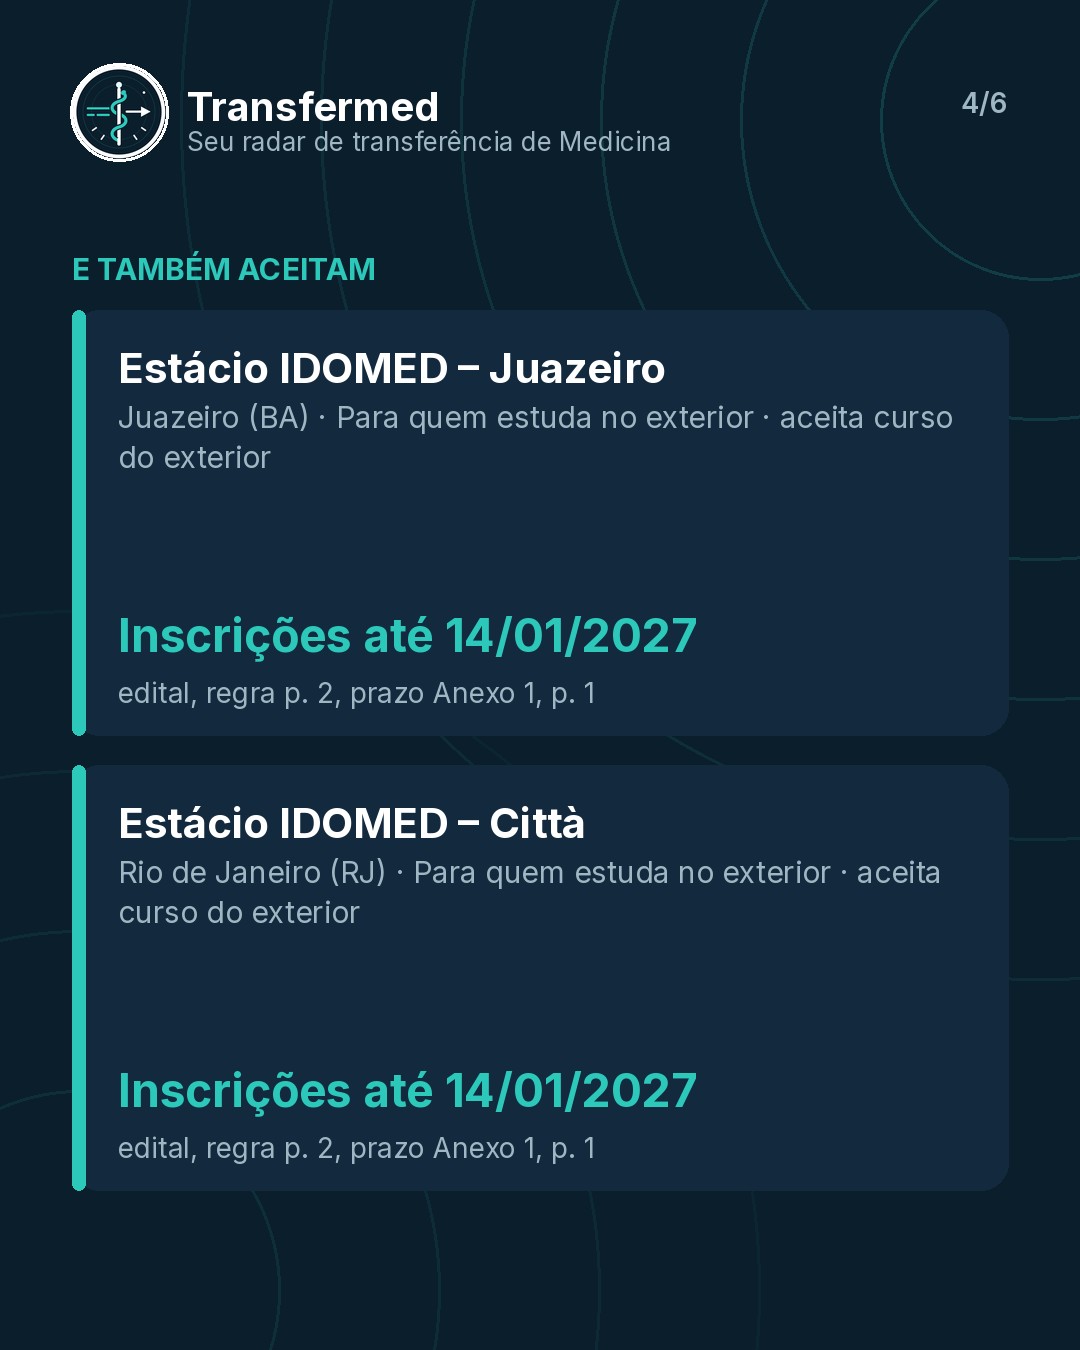 Transfermed
Seu radar de transferência de Medicina
4/6
E TAMBÉM ACEITAM
Estácio IDOMED – Juazeiro
Juazeiro (BA) · Para quem estuda no exterior · aceita curso
do exterior
Inscrições até 14/01/2027
edital, regra p. 2, prazo Anexo 1, p. 1
Estácio IDOMED – Città
Rio de Janeiro (RJ) · Para quem estuda no exterior · aceita
curso do exterior
Inscrições até 14/01/2027
edital, regra p. 2, prazo Anexo 1, p. 1